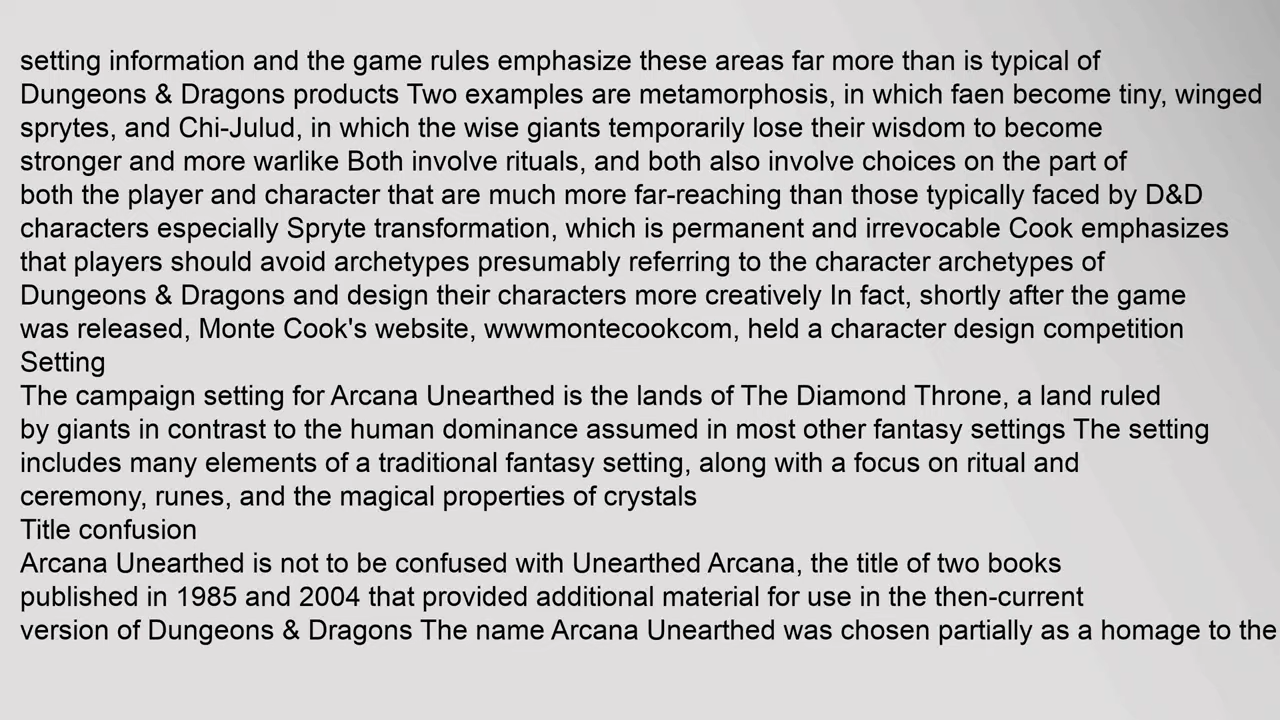 setting information and the game rules emphasize these areas far more than is typical of
Dungeons & Dragons products Two examples are metamorphosis, in which faen become tiny, winged
sprytes, and Chi-Julud, in which the wise giants temporarily lose their wisdom to become
stronger and more warlike Both involve rituals, and both also involve choices on the part of
both the player and character that are much more far-reaching than those typically faced by D&D
characters especially Spryte transformation, which is permanent and irrevocable Cook emphasizes
that players should avoid archetypes presumably referring to the character archetypes of
Dungeons & Dragons and design their characters more creatively In fact, shortly after the game
was released, Monte Cook's website, wwwmontecookcom, held a character design competition
Setting
The campaign setting for Arcana Unearthed is the lands of The Diamond Throne, a land ruled
by giants in contrast to the human dominance assumed in most other fantasy settings The setting
includes many elements of a traditional fantasy setting, along with a focus on ritual and
ceremony, runes, and the magical properties of crystals
Title confusion
Arcana Unearthed is not to be confused with Unearthed Arcana, the title of two books
published in 1985 and 2004 that provided additional material for use in the then-current
version of Dungeons & Dragons The name Arcana Unearthed was chosen partially as a homage to the